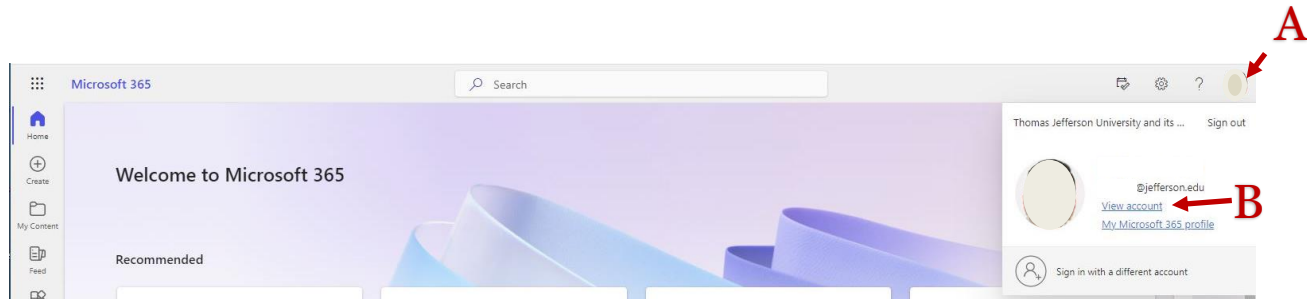 A
Microsoft 365
Search
?
Thomas Jefferson University and its ...
Sign out
Home
Create
Welcome to Microsoft 365
@jefferson.edu
View account
B
My Content
My Microsoft 365 profile
Feed
Recommended
Sign in with a different account